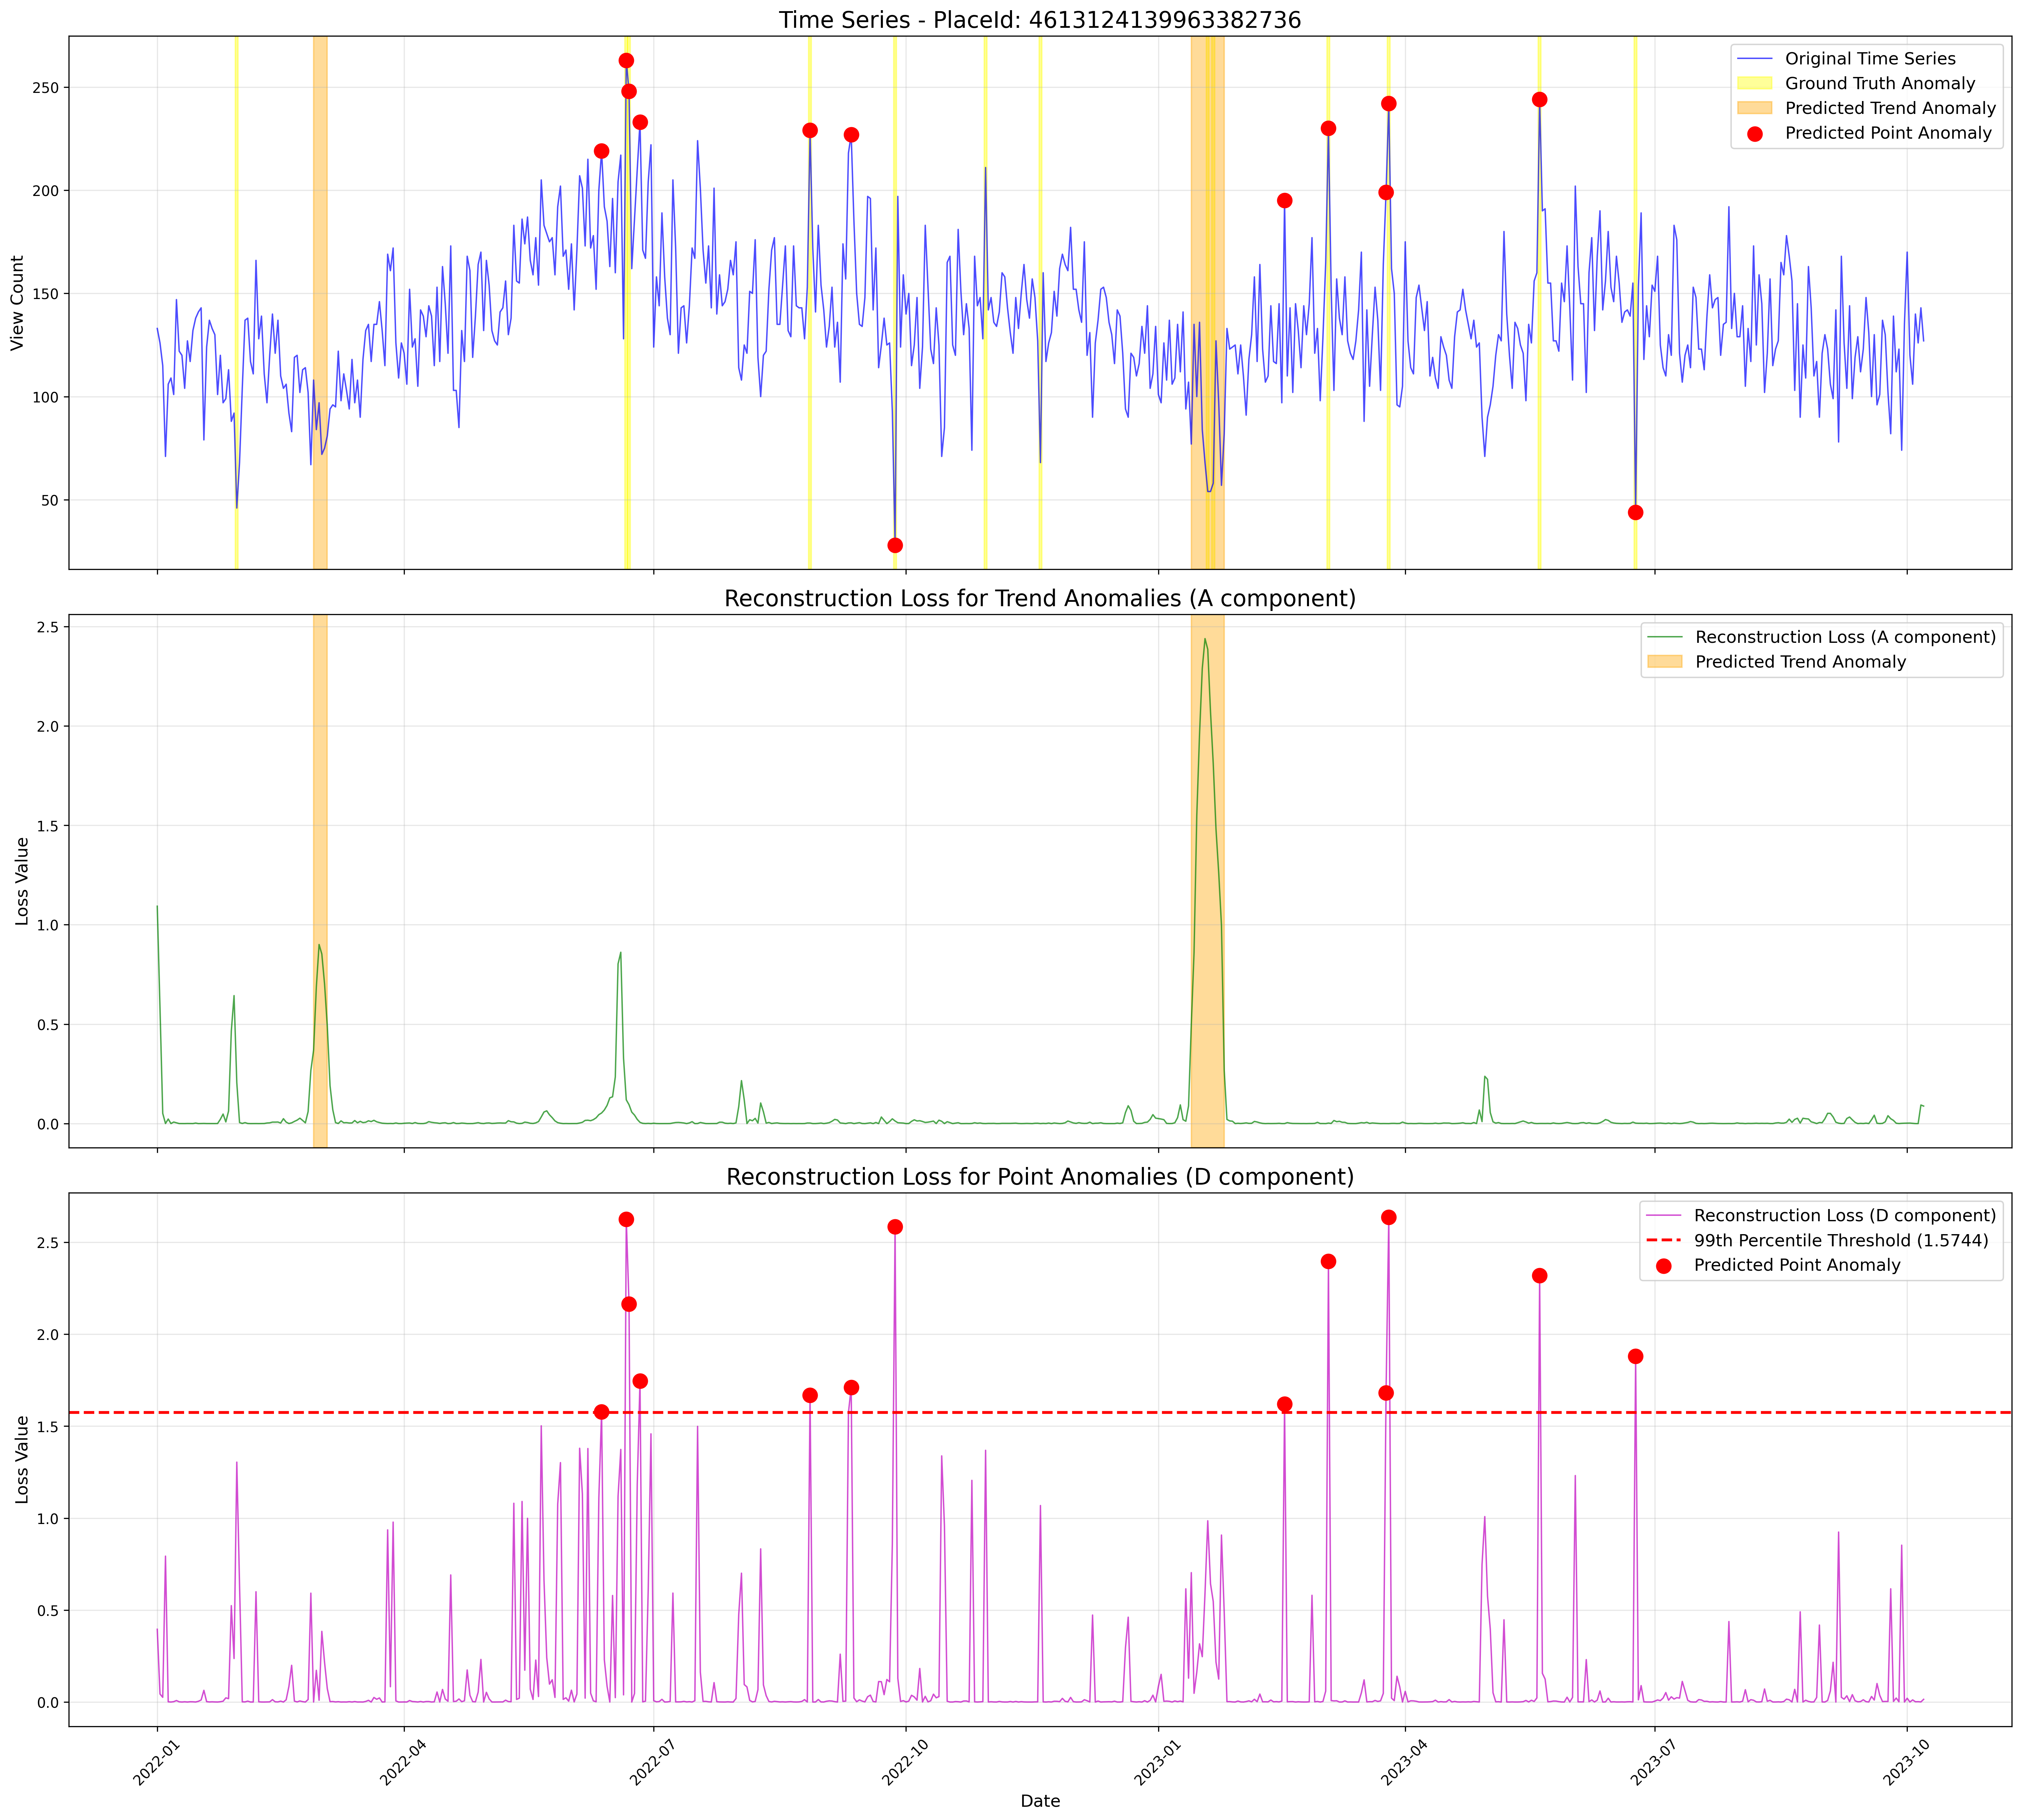 Time Series - PlaceId: 4613124139963382736
Original Time Series
Ground Truth Anomaly
Predicted Trend Anomaly
Predicted Point Anomaly
View Count
250
200
150
100
50
Reconstruction Loss for Trend Anomalies (A component)
Reconstruction Loss (A component)
Predicted Trend Anomaly
Loss Value
2.5
2.0
1.5
1.0
0.5
0.0
Reconstruction Loss for Point Anomalies (D component)
Reconstruction Loss (D component)
99th Percentile Threshold (1.5744)
Predicted Point Anomaly
Loss Value
2.5
2.0
1.5
1.0
0.5
0.0
2022-01
2022-04
2022-07
2022-10
2023-01
2023-04
2023-07
2023-10
Date